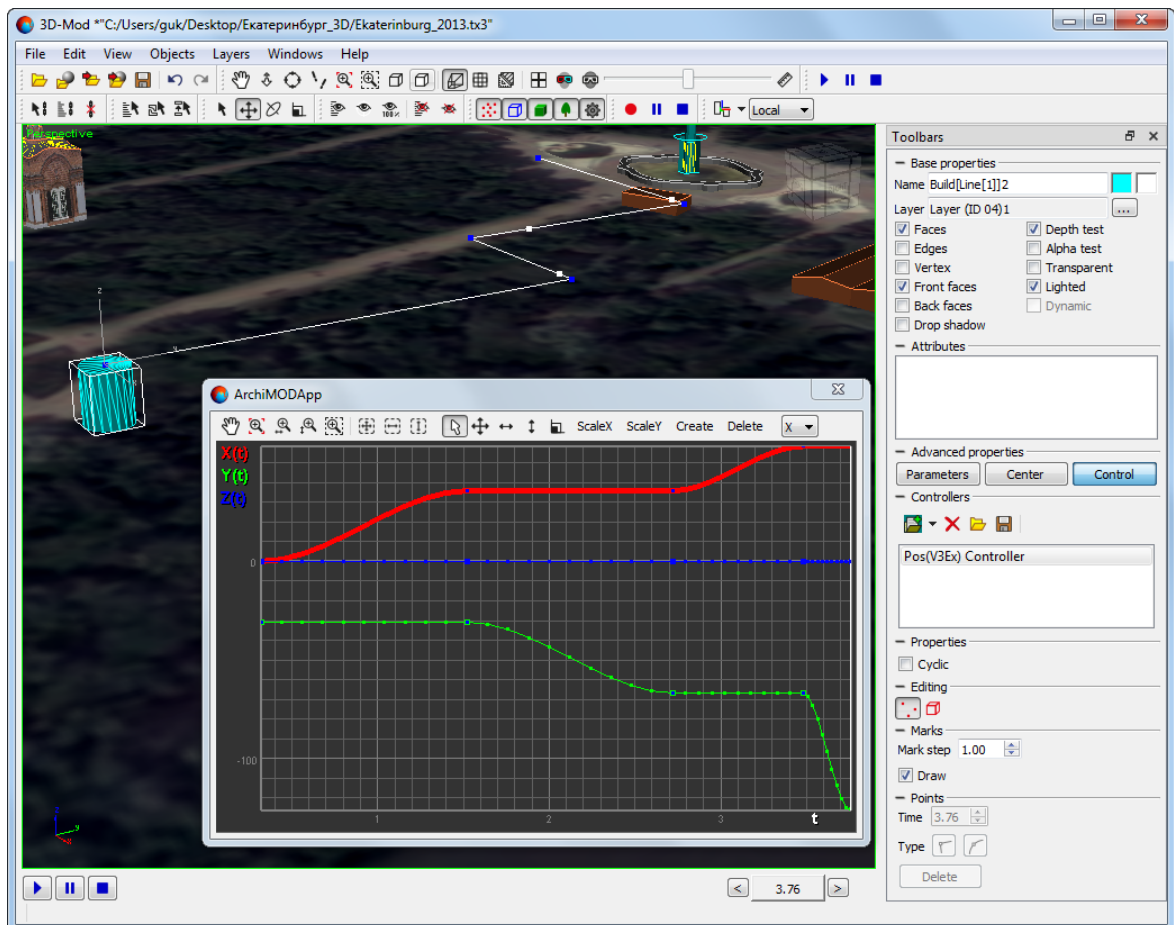 3D-Mod *"C:/Users/guk/Desktop/Екатеринбург_3D/Ekaterinburg_2013.tx3"
File Edit View Objects Layers Windows Help
100%
Local
Perspective
z
Toolbars
Base properties
Name Build[Line[1]]2
Layer Layer (ID 04)1 ...
Faces Depth test
Edges Alpha test
Vertex Transparent
Front faces Lighted
Back faces Dynamic
Drop shadow
Attributes
Advanced properties
Parameters Center Control
Controllers
Pos(V3Ex) Controller
Properties
Cyclic
Editing
Marks
Mark step 1.00
Draw
Points
Time 3.76
Type
Delete
ArchiMODApp
ScaleX ScaleY Create Delete X
X(t)
Y(t)
Z(t)
0
-100
1 2 3 t
< 3.76 >